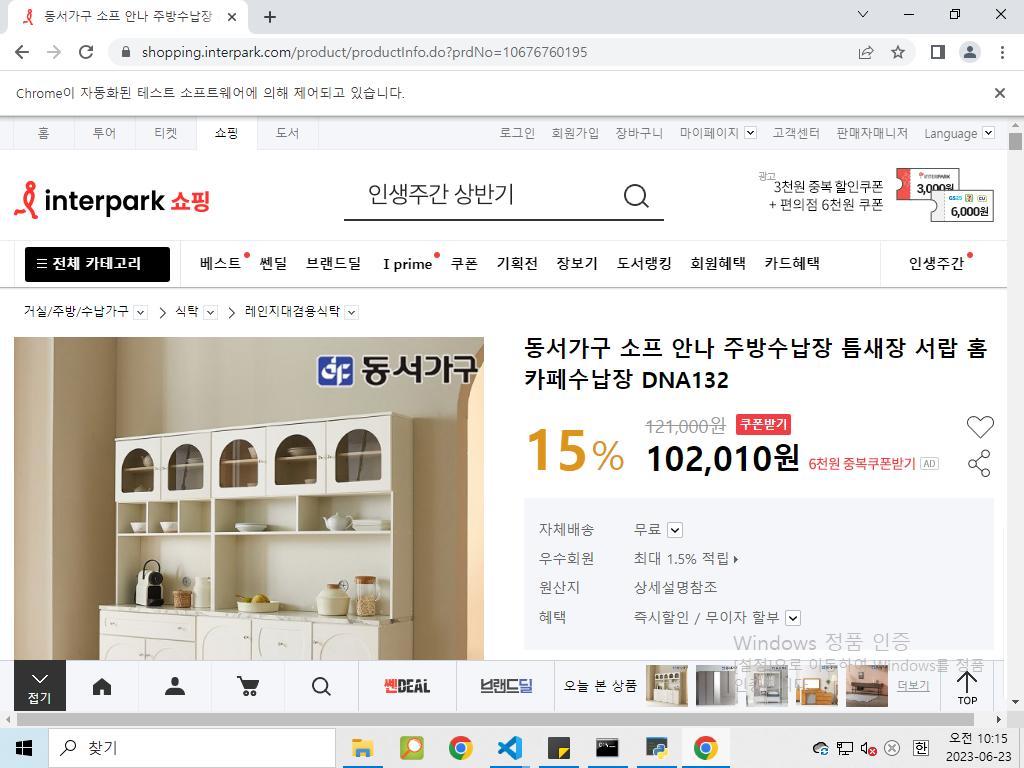 동서가구 소프 안나 주방수납장
shopping.interpark.com/product/productInfo.do?prdNo=10676760195
Chrome이 자동화된 테스트 소프트웨어에 의해 제어되고 있습니다.
홈 투어 티켓 쇼핑 도서 로그인 회원가입 장바구니 마이페이지 고객센터 판매자매니저 Language
광고
interpark 쇼핑
인생주간 상반기
3천원 중복 할인쿠폰
+ 편의점 6천원 쿠폰
INTERPARK
3,000원
GS25 CU
6,000원
전체 카테고리 베스트 쎈딜 브랜드딜 I prime 쿠폰 기획전 장보기 도서랭킹 회원혜택 카드혜택 인생주간
거실/주방/수납가구 식탁 레인지대겸용식탁
동서가구
동서가구 소프 안나 주방수납장 틈새장 서랍 홈
카페수납장 DNA132
15%
121,000원 쿠폰받기
102,010원 6천원 중복쿠폰받기 AD
자체배송 무료
우수회원 최대 1.5% 적립
원산지 상세설명참조
혜택 즉시할인 / 무이자 할부
Windows 정품 인증
[설정]으로 이동하여 Windows를 정품
접기
쎈DEAL 브랜드딜 오늘 본 상품 더보기 TOP
찾기
한
오전 10:15
2023-06-23